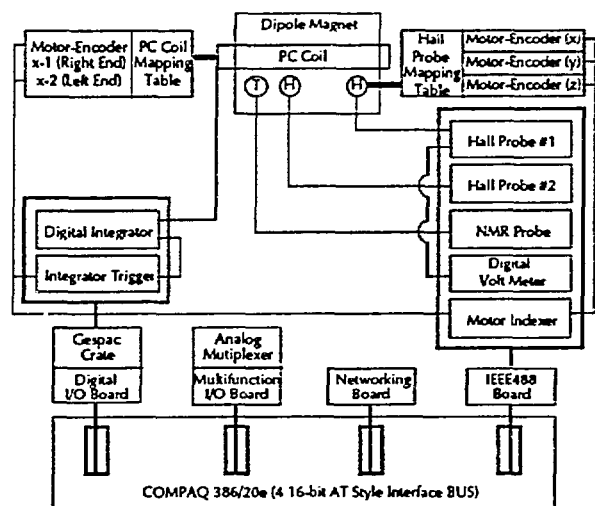 Dipole Magnet
Motor-Encoder
x-1 (Right End)
x-2 (Left End)
PC Coil
Mapping
Table
PC Coil
T
H
H
Hall
Probe
Mapping
Table
Motor-Encoder (x)
Motor-Encoder (y)
Motor-Encoder (z)
Hall Probe #1
Hall Probe #2
NMR Probe
Digital
Volt Meter
Motor Indexer
Digital Integrator
Integrator Trigger
Gespac
Crate
Digital
I/O Board
Analog
Mutiplexer
Multifunction
I/O Board
Networking
Board
IEEE488
Board
COMPAQ 386/20e (4 16-bit AT Style Interface BUS)